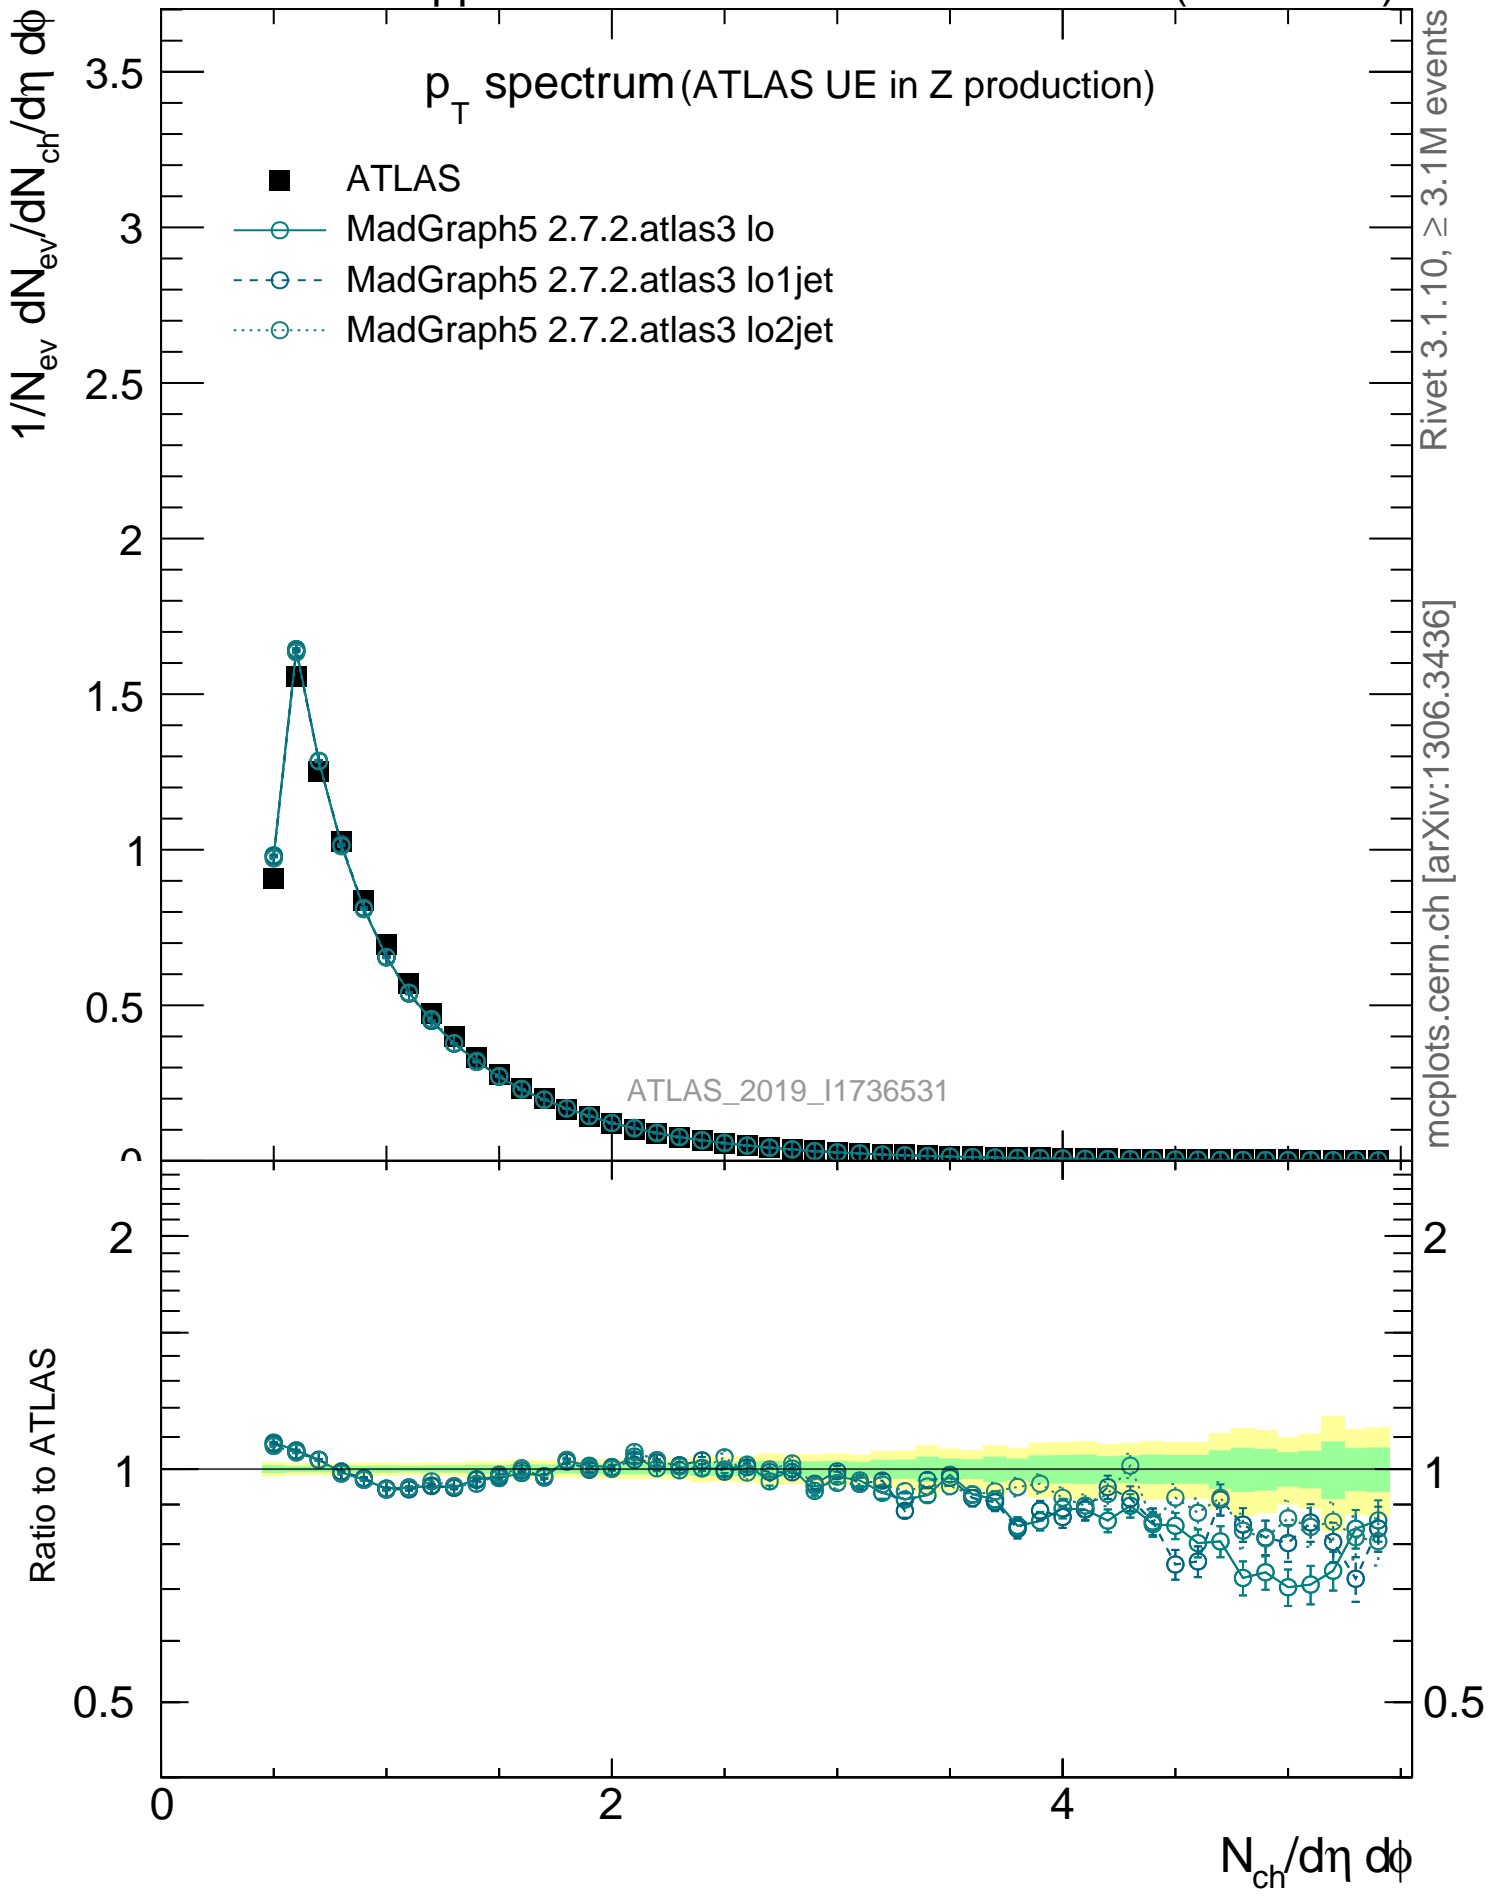 pp
p_T spectrum (ATLAS UE in Z production)
ATLAS
MadGraph5 2.7.2.atlas3 lo
MadGraph5 2.7.2.atlas3 lo1jet
MadGraph5 2.7.2.atlas3 lo2jet
1/N_ev dN_ev/dN_ch/dη dϕ
3.5
3
2.5
2
1.5
1
0.5
0
ATLAS_2019_I1736531
Rivet 3.1.10, ≥ 3.1M events
mcplots.cern.ch [arXiv:1306.3436]
Ratio to ATLAS
2
1
0.5
2
1
0.5
0
2
4
N_ch/dη dϕ